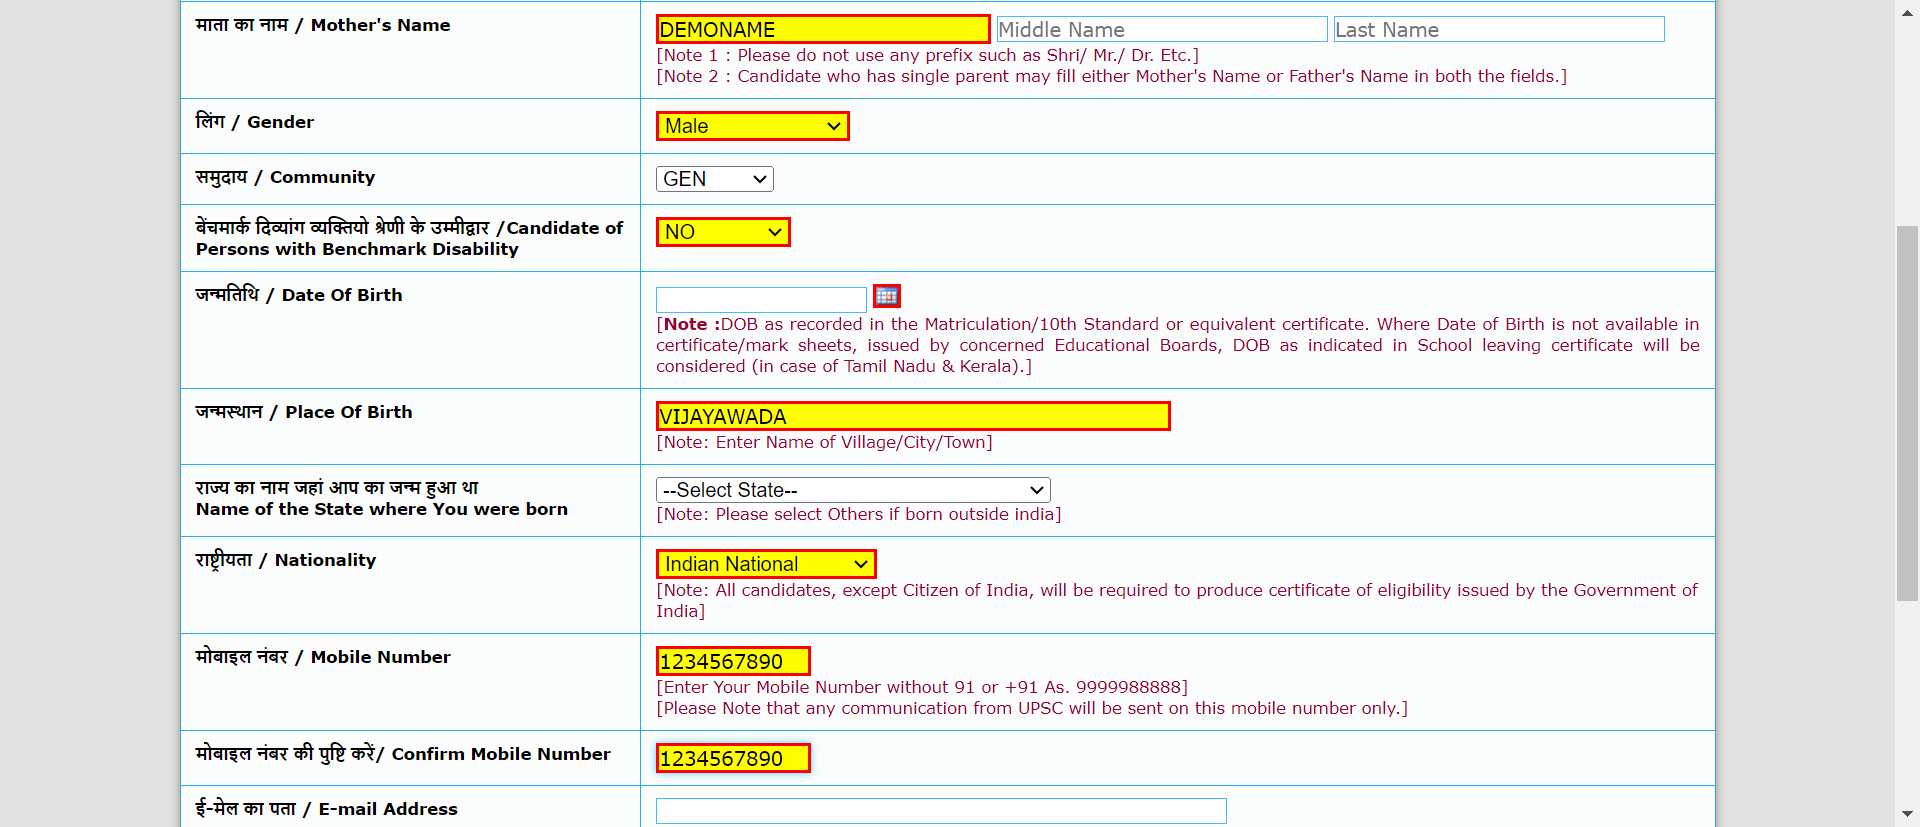 माता का नाम / Mother's Name
DEMONAME Middle Name Last Name
[Note 1 : Please do not use any prefix such as Shri/ Mr./ Dr. Etc.]
[Note 2 : Candidate who has single parent may fill either Mother's Name or Father's Name in both the fields.]
लिंग / Gender
Male
समुदाय / Community
GEN
बेंचमार्क दिव्यांग व्यक्तियो श्रेणी के उम्मीद्वार /Candidate of
Persons with Benchmark Disability
NO
जन्मतिथि / Date Of Birth
[Note :DOB as recorded in the Matriculation/10th Standard or equivalent certificate. Where Date of Birth is not available in
certificate/mark sheets, issued by concerned Educational Boards, DOB as indicated in School leaving certificate will be
considered (in case of Tamil Nadu & Kerala).]
जन्मस्थान / Place Of Birth
VIJAYAWADA
[Note: Enter Name of Village/City/Town]
राज्य का नाम जहां आप का जन्म हुआ था
Name of the State where You were born
--Select State--
[Note: Please select Others if born outside india]
राष्ट्रीयता / Nationality
Indian National
[Note: All candidates, except Citizen of India, will be required to produce certificate of eligibility issued by the Government of
India]
मोबाइल नंबर / Mobile Number
1234567890
[Enter Your Mobile Number without 91 or +91 As. 9999988888]
[Please Note that any communication from UPSC will be sent on this mobile number only.]
मोबाइल नंबर की पुष्टि करें/ Confirm Mobile Number
1234567890
ई-मेल का पता / E-mail Address